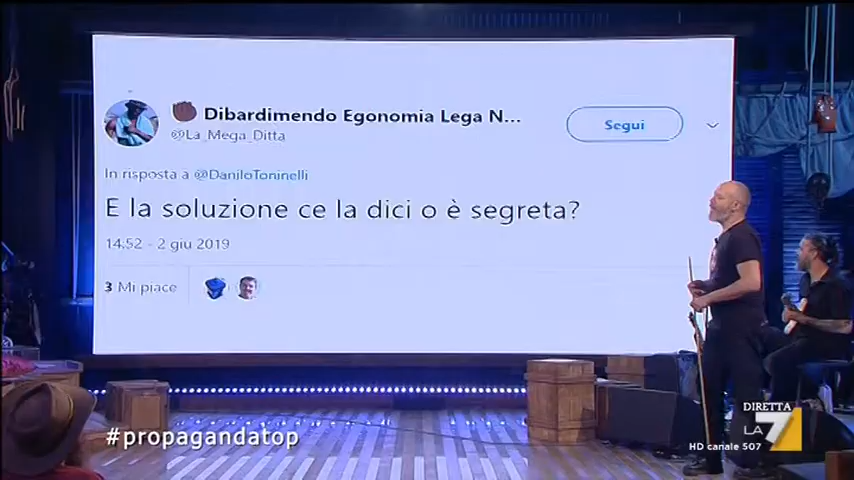 Dibardimendo Egonomia Lega N...
@La_Mega_Ditta
Segui
In risposta a @DaniloToninelli
E la soluzione ce la dici o è segreta?
14:52 - 2 giu 2019
3 Mi piace
#propagandatop
DIRETTA
LA 7
HD canale 507